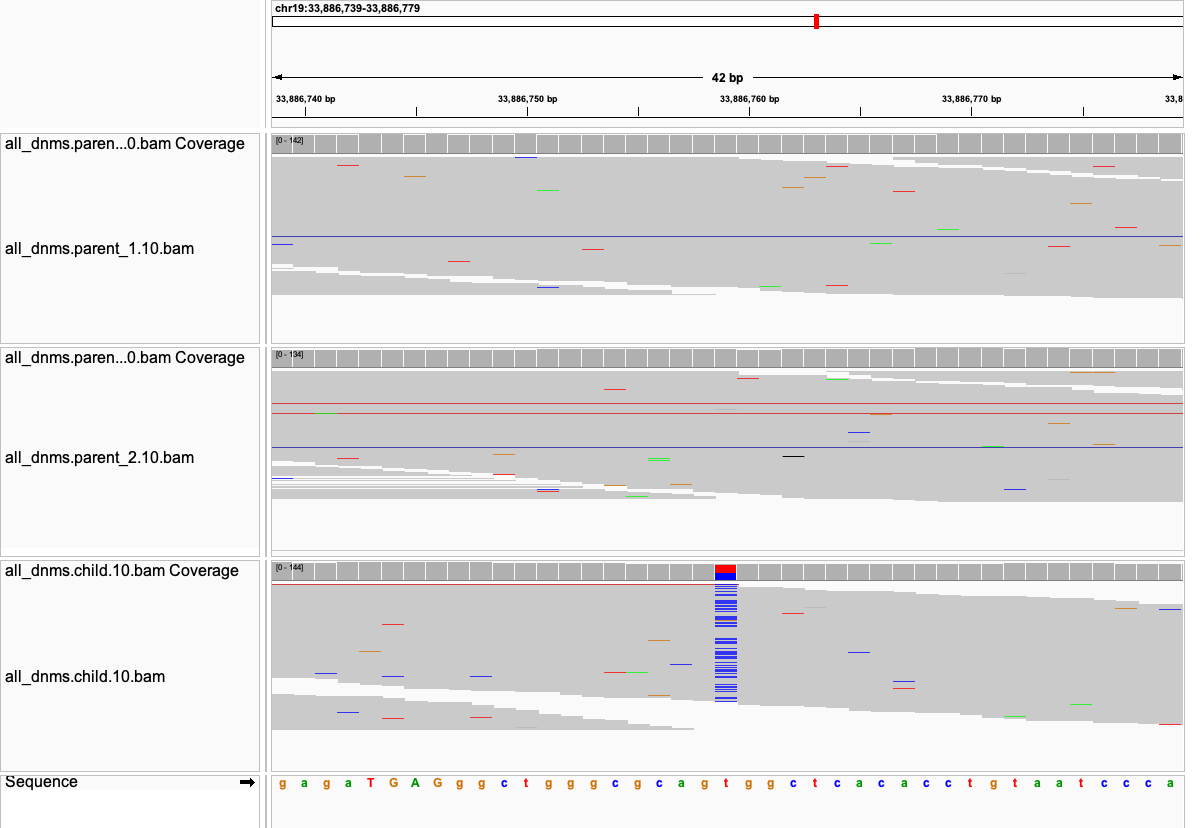 chr19:33,886,739-33,886,779
42 bp
33,886,740 bp 33,886,750 bp 33,886,760 bp 33,886,770 bp 33,8
all_dnms.paren...0.bam Coverage
[0 - 142]
all_dnms.parent_1.10.bam
all_dnms.paren...0.bam Coverage
[0 - 134]
all_dnms.parent_2.10.bam
all_dnms.child.10.bam Coverage
[0 - 144]
all_dnms.child.10.bam
Sequence g a g a T G A G g g c t g g g c g c a g t g g c t c a c a c c t g t a a t c c c a